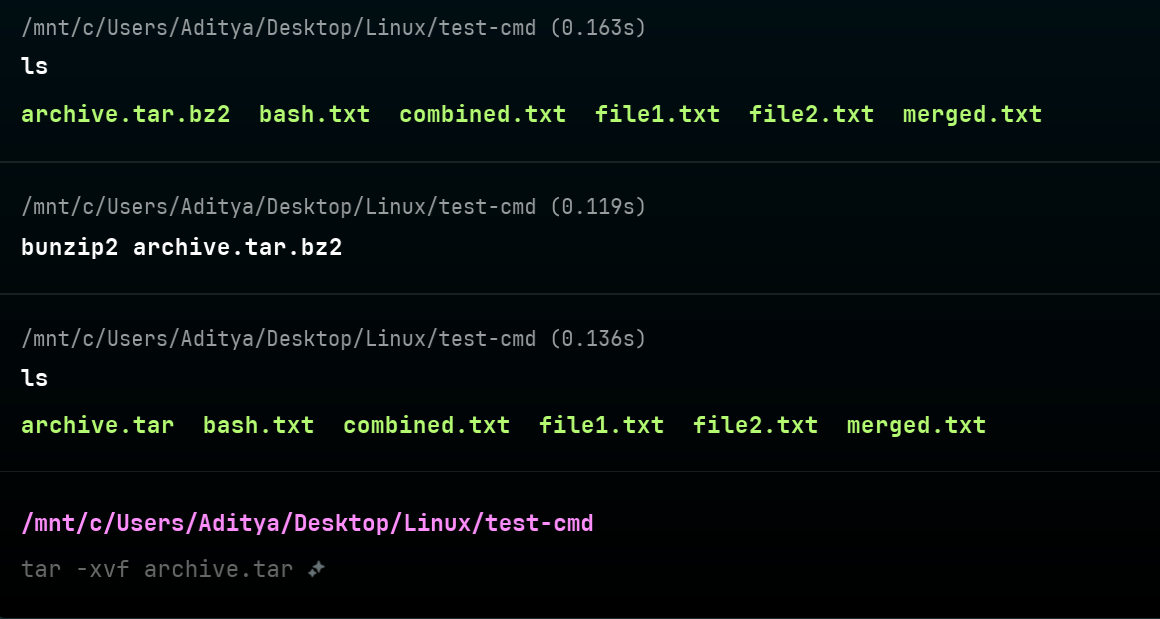 /mnt/c/Users/Aditya/Desktop/Linux/test-cmd (0.163s)
ls
archive.tar.bz2  bash.txt  combined.txt  file1.txt  file2.txt  merged.txt
/mnt/c/Users/Aditya/Desktop/Linux/test-cmd (0.119s)
bunzip2 archive.tar.bz2
/mnt/c/Users/Aditya/Desktop/Linux/test-cmd (0.136s)
ls
archive.tar  bash.txt  combined.txt  file1.txt  file2.txt  merged.txt
/mnt/c/Users/Aditya/Desktop/Linux/test-cmd
tar -xvf archive.tar